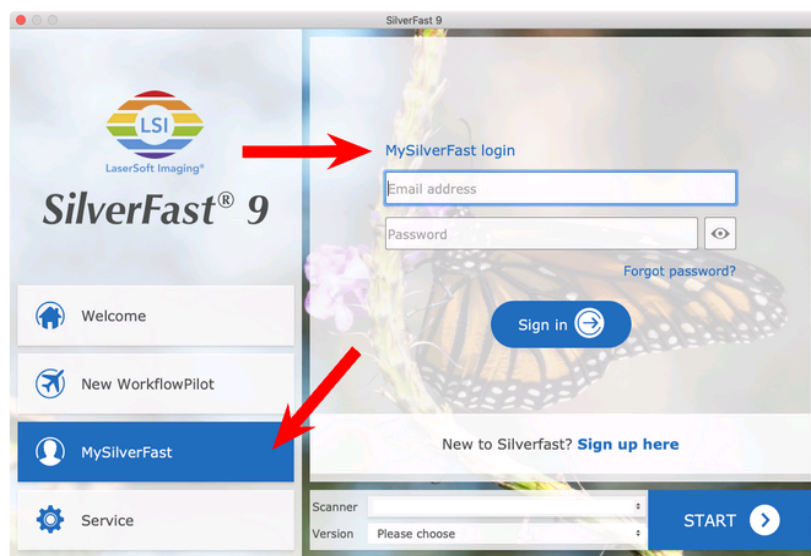 SilverFast 9
LSI
LaserSoft Imaging®
SilverFast® 9
MySilverFast login
Email address
Password
Forgot password?
Sign in
Welcome
New WorkflowPilot
MySilverFast
Service
New to Silverfast? Sign up here
Scanner
Version Please choose
START